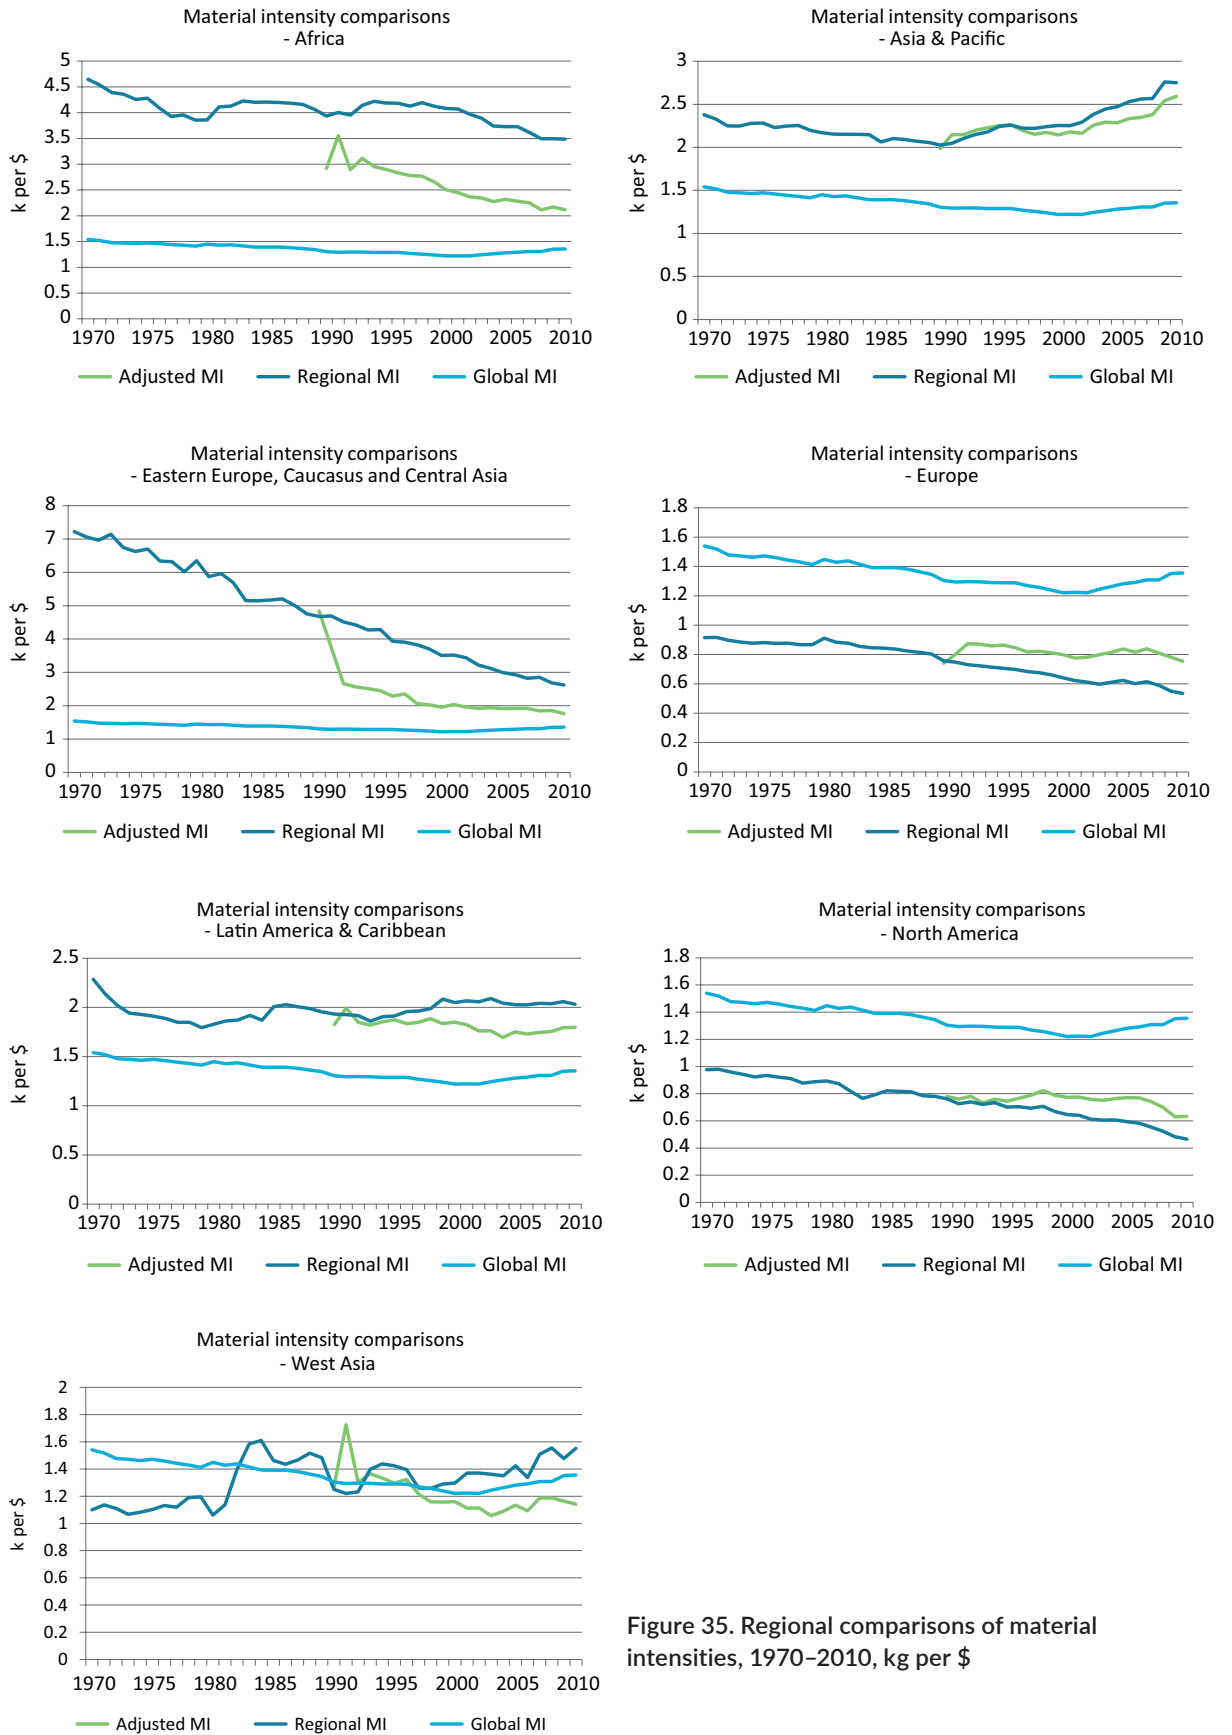 Material intensity comparisons
- Africa
5
4.5
4
3.5
3
2.5
2
1.5
1
0.5
0
k per $
1970 1975 1980 1985 1990 1995 2000 2005 2010
Adjusted MI Regional MI Global MI
Material intensity comparisons
- Asia & Pacific
3
2.5
2
1.5
1
0.5
0
k per $
1970 1975 1980 1985 1990 1995 2000 2005 2010
Adjusted MI Regional MI Global MI
Material intensity comparisons
- Eastern Europe, Caucasus and Central Asia
8
7
6
5
4
3
2
1
0
k per $
1970 1975 1980 1985 1990 1995 2000 2005 2010
Adjusted MI Regional MI Global MI
Material intensity comparisons
- Europe
1.8
1.6
1.4
1.2
1
0.8
0.6
0.4
0.2
0
k per $
1970 1975 1980 1985 1990 1995 2000 2005 2010
Adjusted MI Regional MI Global MI
Material intensity comparisons
- Latin America & Caribbean
2.5
2
1.5
1
0.5
0
k per $
1970 1975 1980 1985 1990 1995 2000 2005 2010
Adjusted MI Regional MI Global MI
Material intensity comparisons
- North America
1.8
1.6
1.4
1.2
1
0.8
0.6
0.4
0.2
0
k per $
1970 1975 1980 1985 1990 1995 2000 2005 2010
Adjusted MI Regional MI Global MI
Material intensity comparisons
- West Asia
2
1.8
1.6
1.4
1.2
1
0.8
0.6
0.4
0.2
0
k per $
1970 1975 1980 1985 1990 1995 2000 2005 2010
Adjusted MI Regional MI Global MI
Figure 35. Regional comparisons of material
intensities, 1970–2010, kg per $